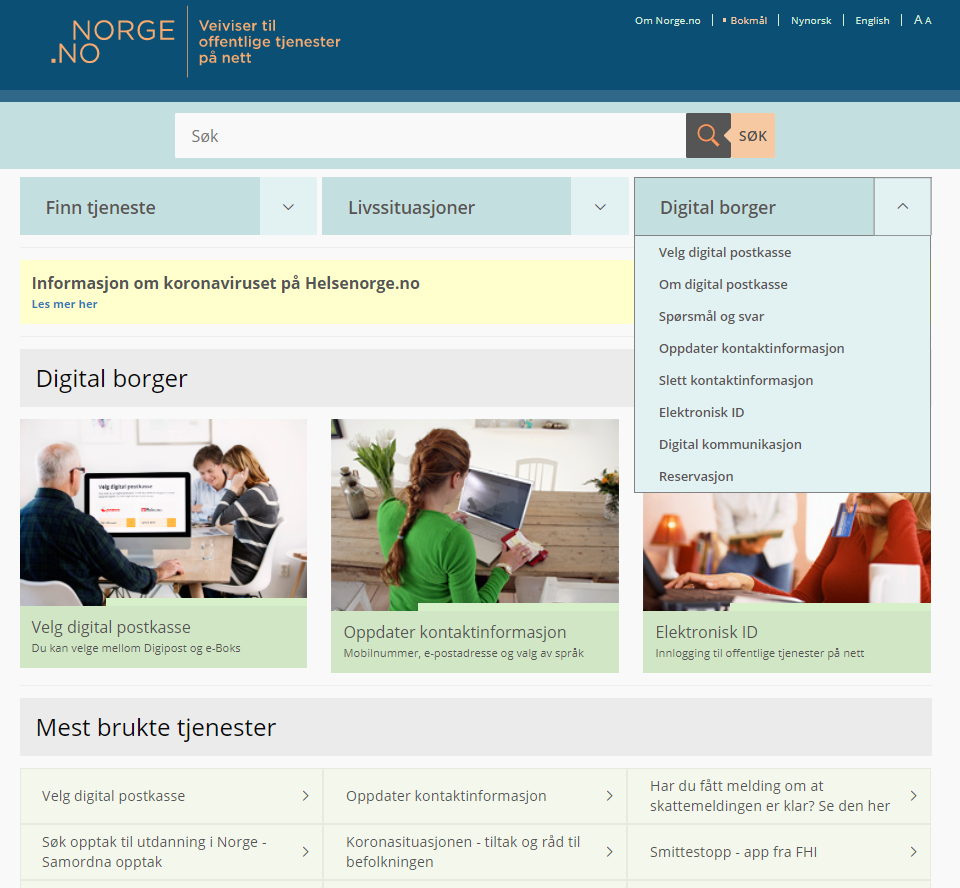 NORGE
.NO
Veiviser til
offentlige tjenester
på nett
Om Norge.no
Bokmål
Nynorsk
English
A A
Søk
SØK
Finn tjeneste
Livssituasjoner
Digital borger
Velg digital postkasse
Om digital postkasse
Spørsmål og svar
Oppdater kontaktinformasjon
Slett kontaktinformasjon
Elektronisk ID
Digital kommunikasjon
Reservasjon
Informasjon om koronaviruset på Helsenorge.no
Les mer her
Digital borger
Velg digital postkasse
Velg digital postkasse
Du kan velge mellom Digipost og e-Boks
Oppdater kontaktinformasjon
Mobilnummer, e-postadresse og valg av språk
Elektronisk ID
Innlogging til offentlige tjenester på nett
Mest brukte tjenester
Velg digital postkasse
Oppdater kontaktinformasjon
Har du fått melding om at
skattemeldingen er klar? Se den her
Søk opptak til utdanning i Norge -
Samordna opptak
Koronasituasjonen - tiltak og råd til
befolkningen
Smittestopp - app fra FHI